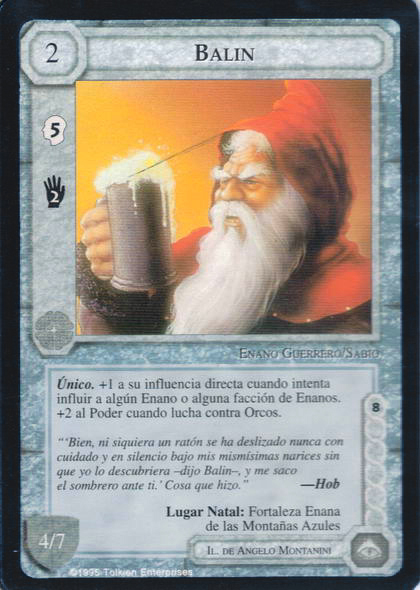 2
BALIN
5
2
ENANO GUERRERO/SABIO
Único. +1 a su influencia directa cuando intenta
influir a algún Enano o alguna facción de Enanos.
+2 al Poder cuando lucha contra Orcos.
8
“‘Bien, ni siquiera un ratón se ha deslizado nunca con
cuidado y en silencio bajo mis mismísimas narices sin
que yo lo descubriera –dijo Balin–, y me saco
el sombrero ante ti.’ Cosa que hizo.” —Hob
Lugar Natal: Fortaleza Enana
de las Montañas Azules
4/7
IL. DE ANGELO MONTANINI
©1995 Tolkien Enterprises